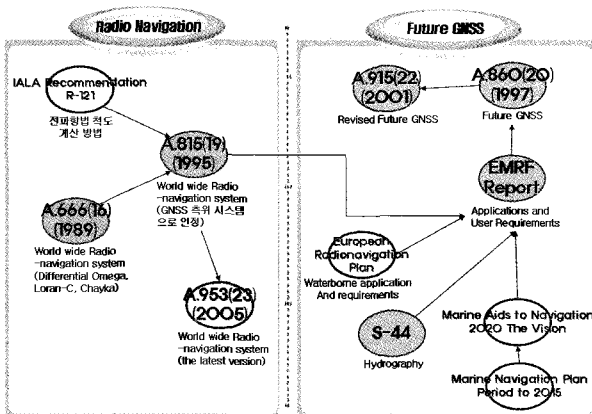 Radio Navigation
IALA Recommendation
R-121
전파항법 척도
계산 방법
A.815(19)
(1995)
World wide Radio
-navigation system
(GNSS 측위 시스템
으로 인정)
A.666(16)
(1989)
World wide Radio
-navigation system
(Differential Omega,
Loran-C, Chayka)
A.953(23)
(2005)
World wide Radio
-navigation system
(the latest version)
Future GNSS
A.915(22)
(2001)
Revised Future GNSS
A.860(20)
(1997)
Future GNSS
EMRF
Report
Applications and
User Requirements
European
Radionavigation
Plan
Waterborne application
And requirements
S-44
Hydrography
Marine Aids to Navigation
2020 The Vision
Marine Navigation Plan
Period to 2015